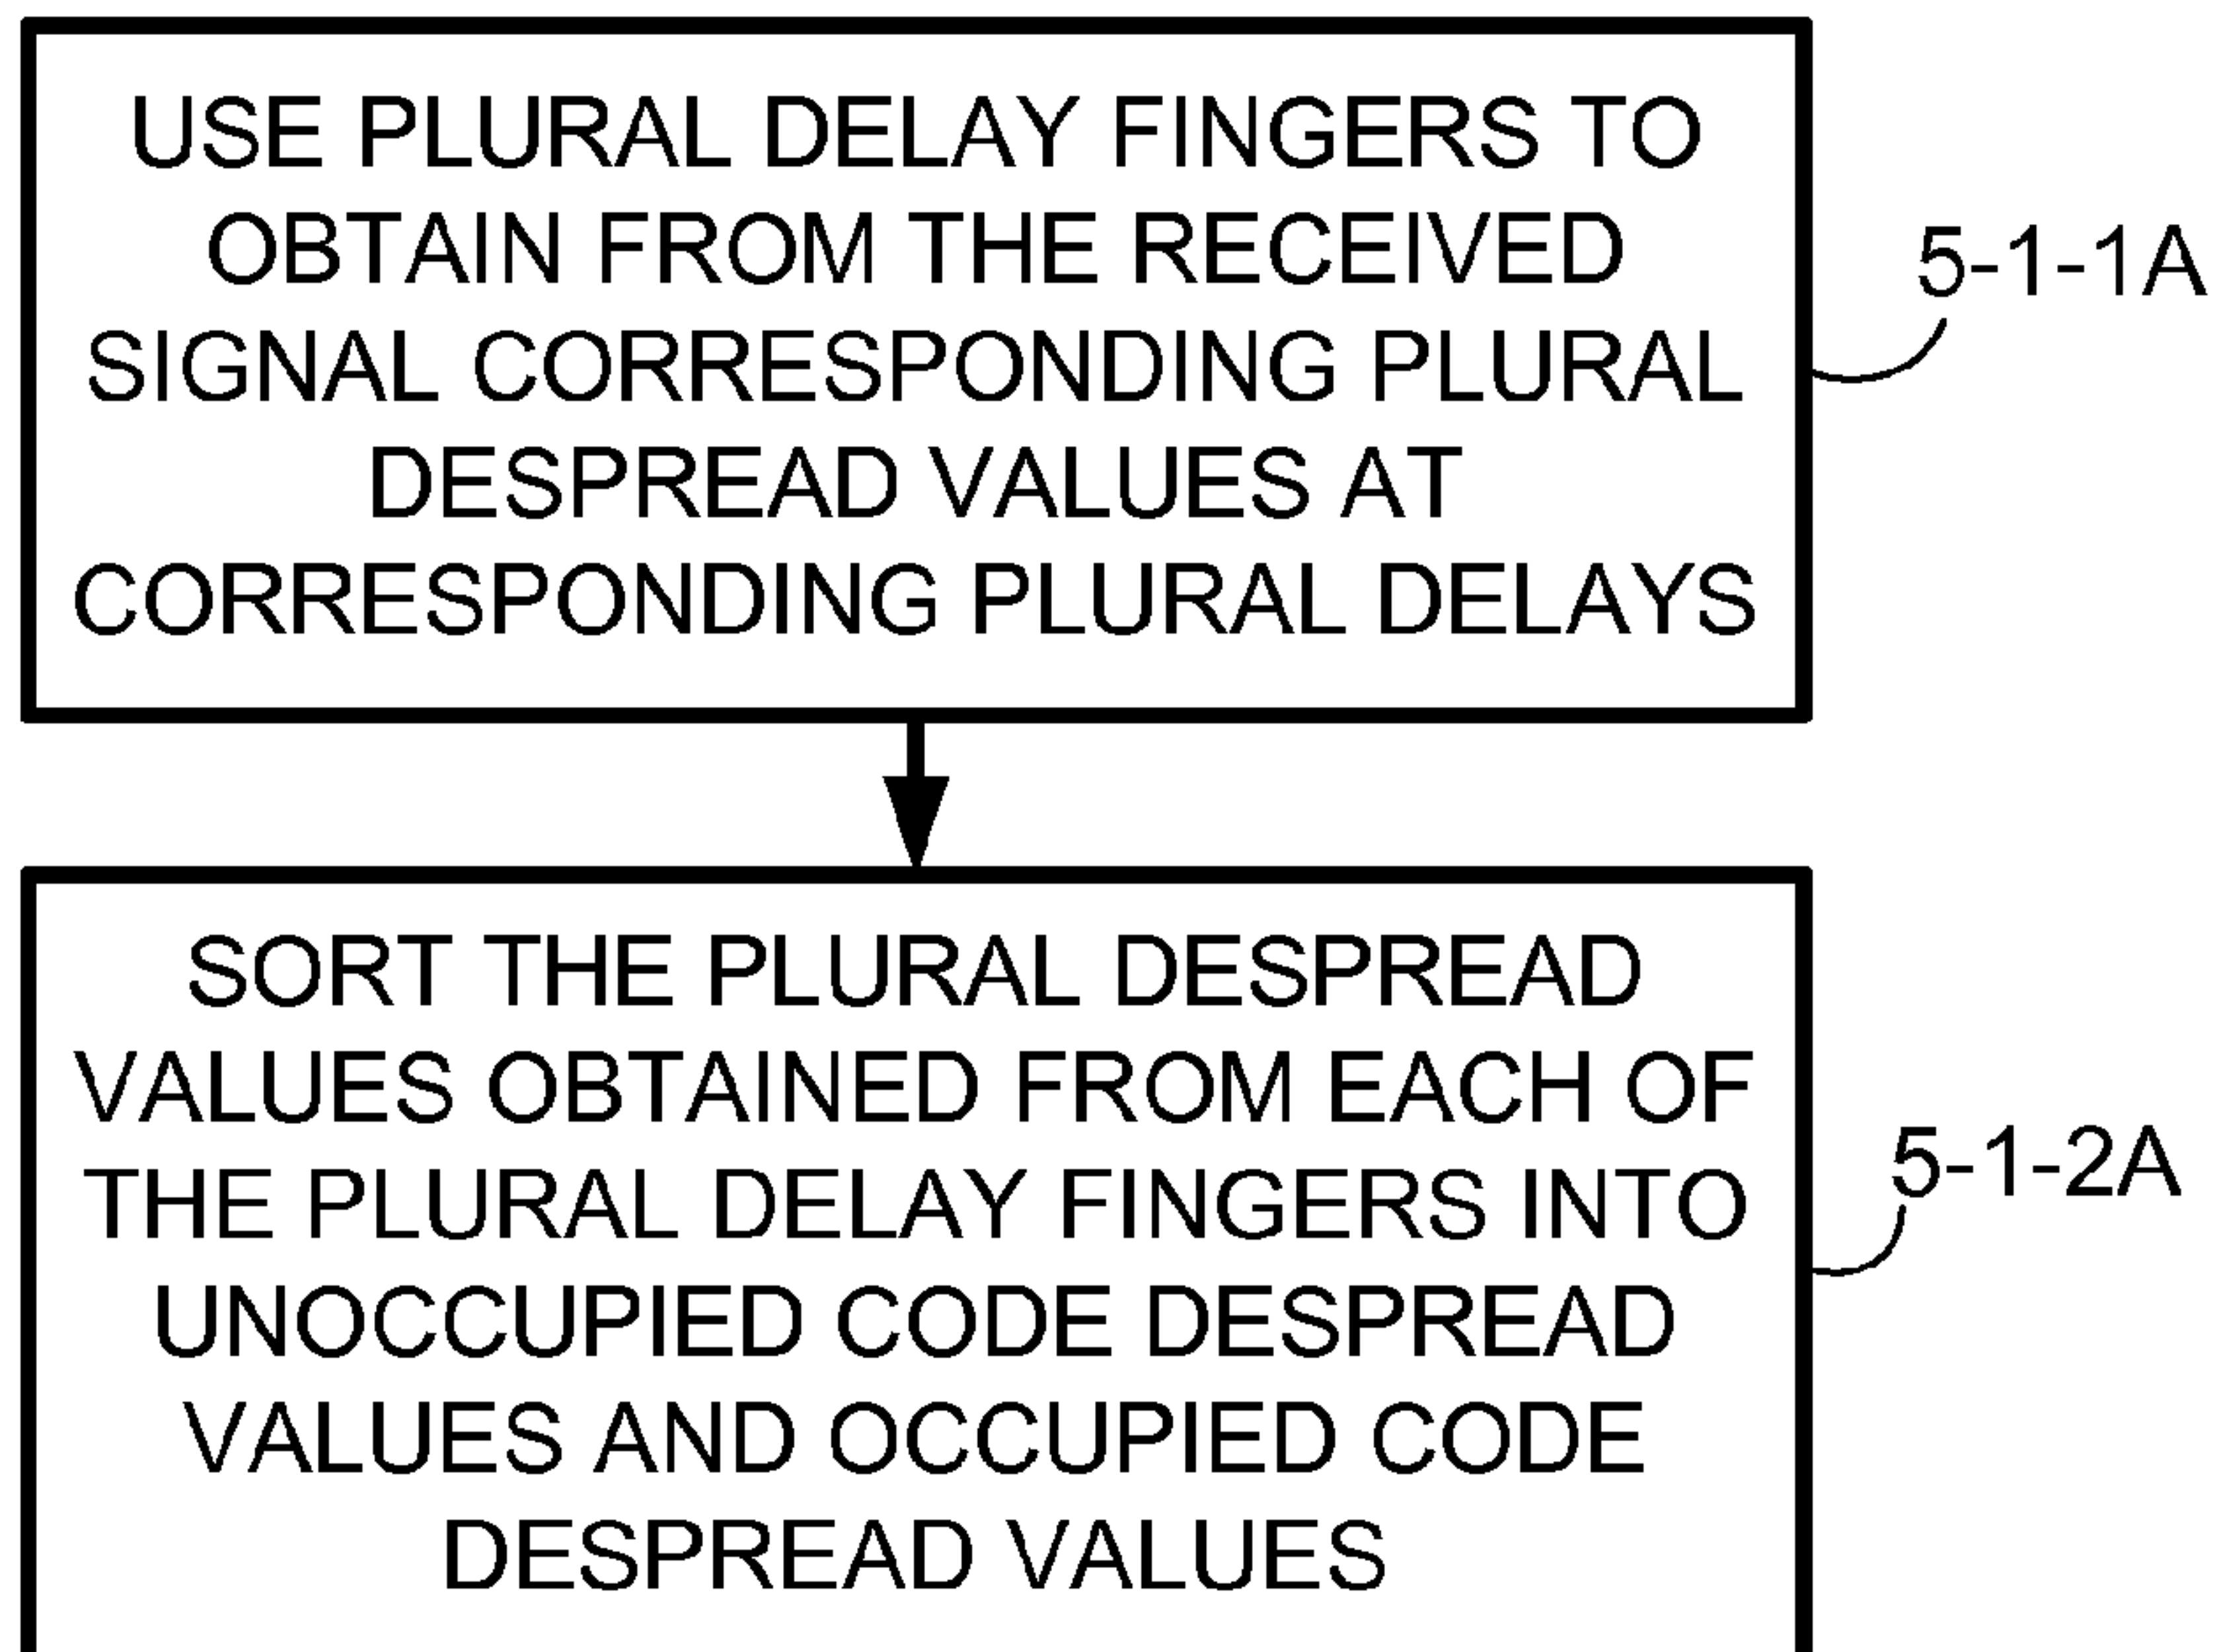 USE PLURAL DELAY FINGERS TO
OBTAIN FROM THE RECEIVED
SIGNAL CORRESPONDING PLURAL
DESPREAD VALUES AT
CORRESPONDING PLURAL DELAYS
5-1-1A
SORT THE PLURAL DESPREAD
VALUES OBTAINED FROM EACH OF
THE PLURAL DELAY FINGERS INTO
UNOCCUPIED CODE DESPREAD
VALUES AND OCCUPIED CODE
DESPREAD VALUES
5-1-2A